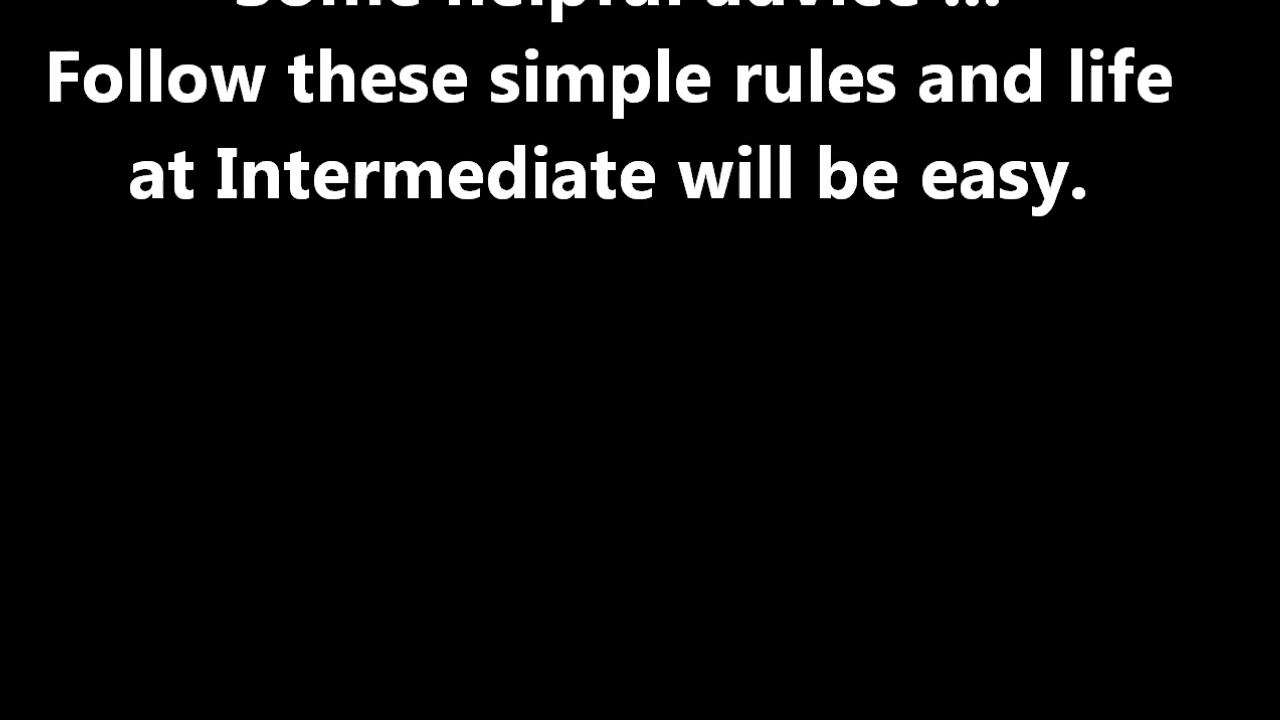 Some helpful advice ...
Follow these simple rules and life
at Intermediate will be easy.